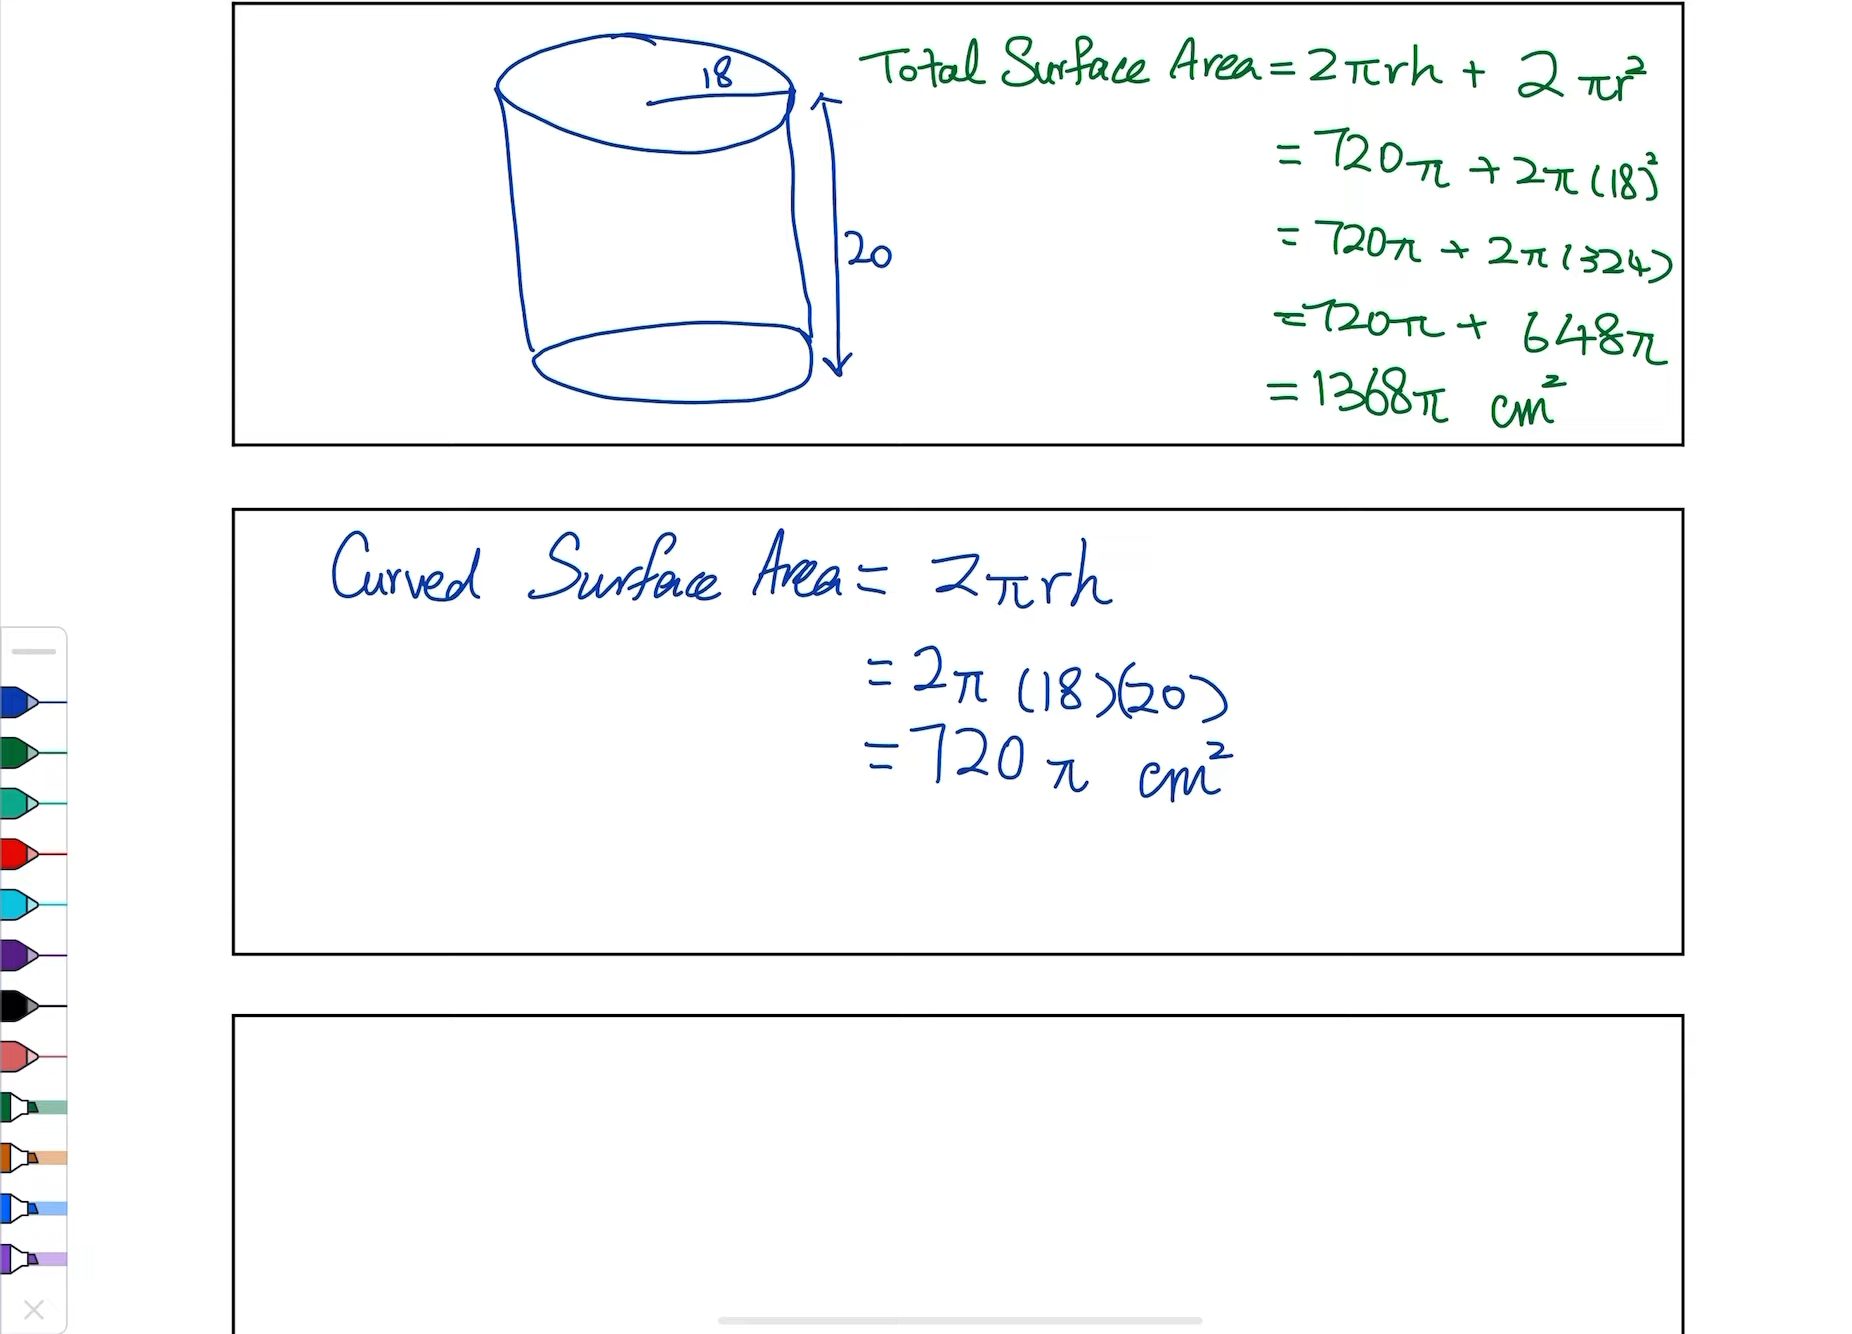 18
20
Total Surface Area = 2πrh + 2πr²
= 720π + 2π(18)²
= 720π + 2π(324)
= 720π + 648π
= 1368π cm²
Curved Surface Area = 2πrh
= 2π (18)(20)
= 720π cm²